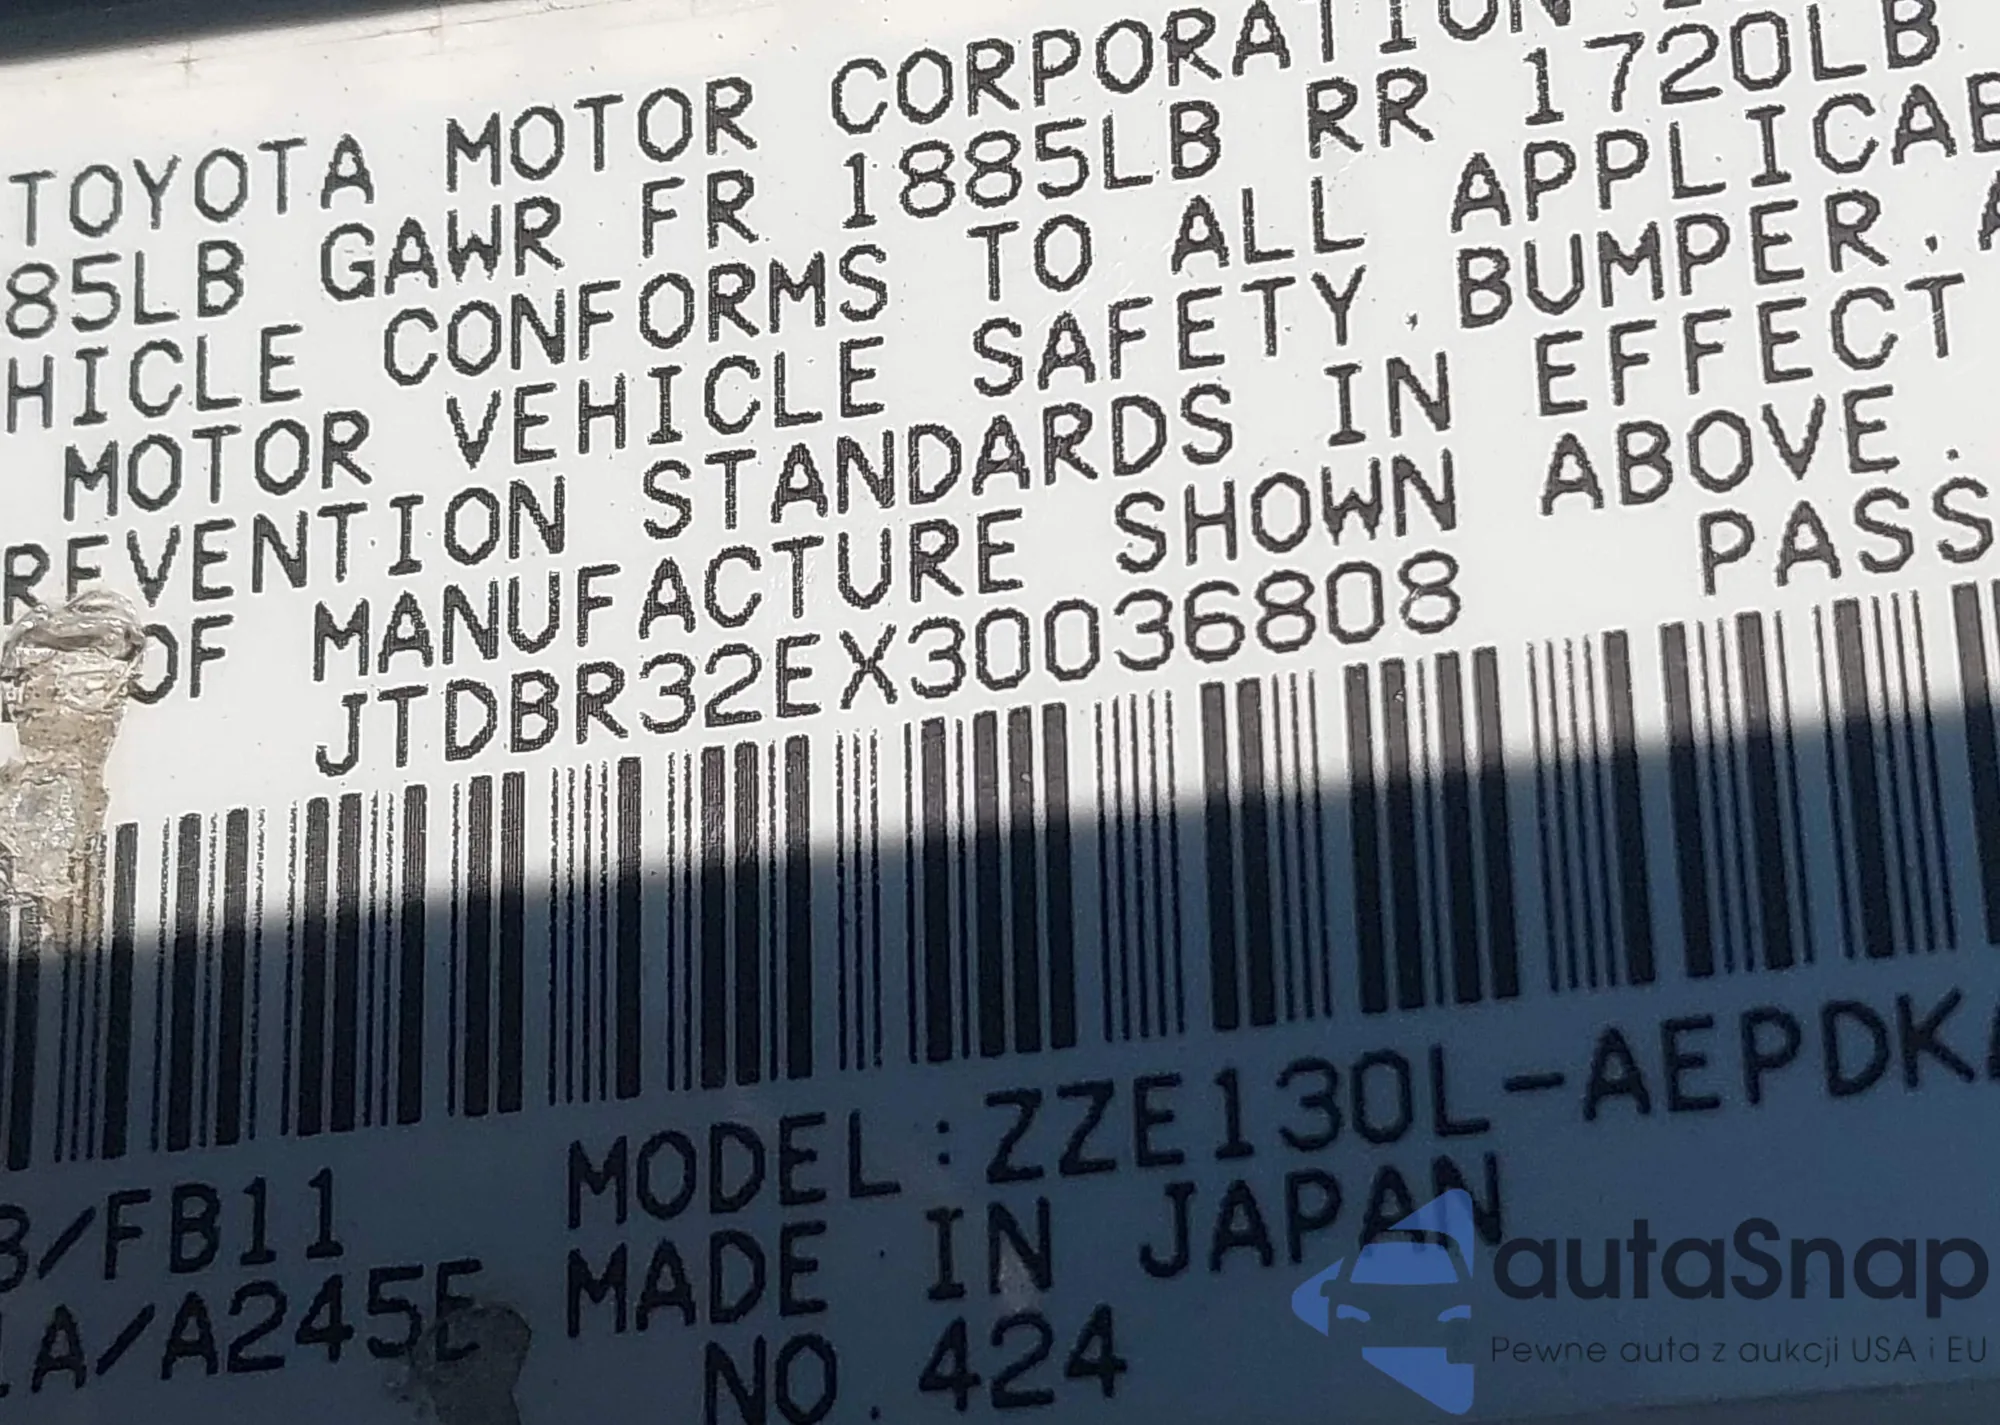 TOYOTA MOTOR CORPORATION
85LB GAWR FR 1885LB RR 1720LB
HICLE CONFORMS TO ALL APPLICAB
MOTOR VEHICLE SAFETY.BUMPER.A
REVENTION STANDARDS IN EFFECT
OF MANUFACTURE SHOWN ABOVE.
JTDBR32EX30036808 PASS
/FB11 MODEL:ZZE130L-AEPDK
A/A245E MADE IN JAPAN
NO.424
autaSnap
Pewne auta z aukcji USA i EU